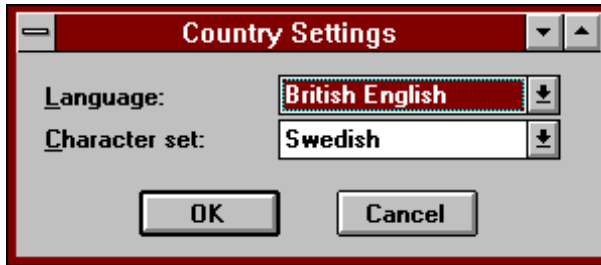 Country Settings
Language: British English
Character set: Swedish
OK Cancel